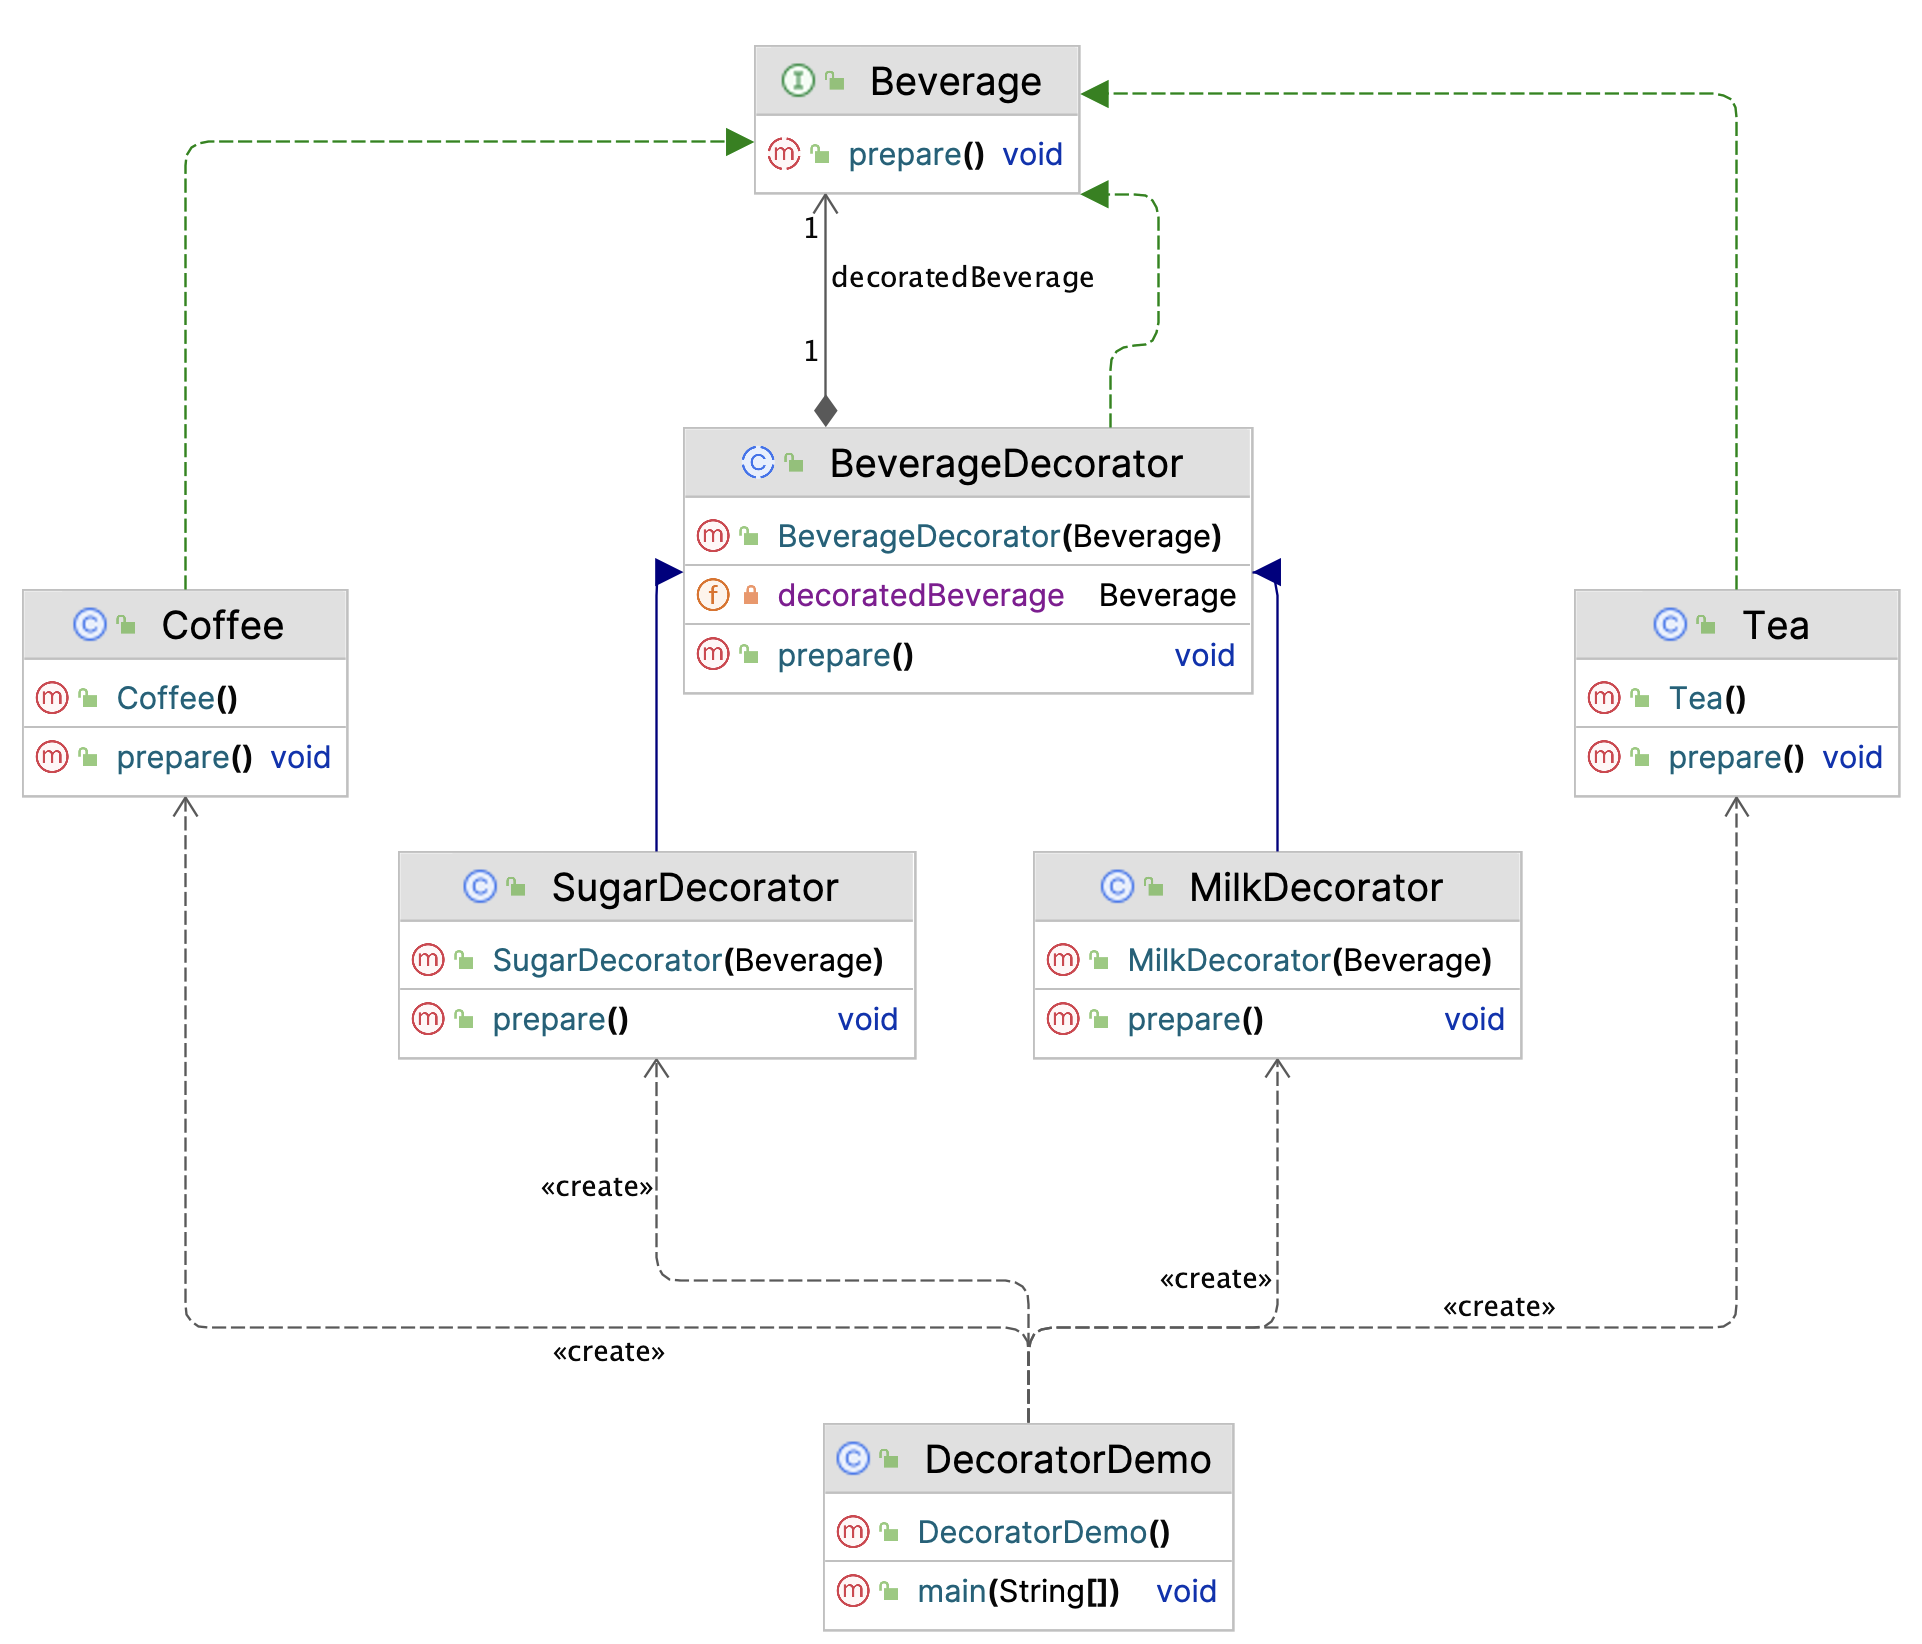 Beverage
prepare() void
1
decoratedBeverage
1
BeverageDecorator
BeverageDecorator(Beverage)
decoratedBeverage Beverage
prepare() void
Coffee
Coffee()
prepare() void
Tea
Tea()
prepare() void
SugarDecorator
SugarDecorator(Beverage)
prepare() void
MilkDecorator
MilkDecorator(Beverage)
prepare() void
«create»
«create»
«create»
«create»
DecoratorDemo
DecoratorDemo()
main(String[]) void